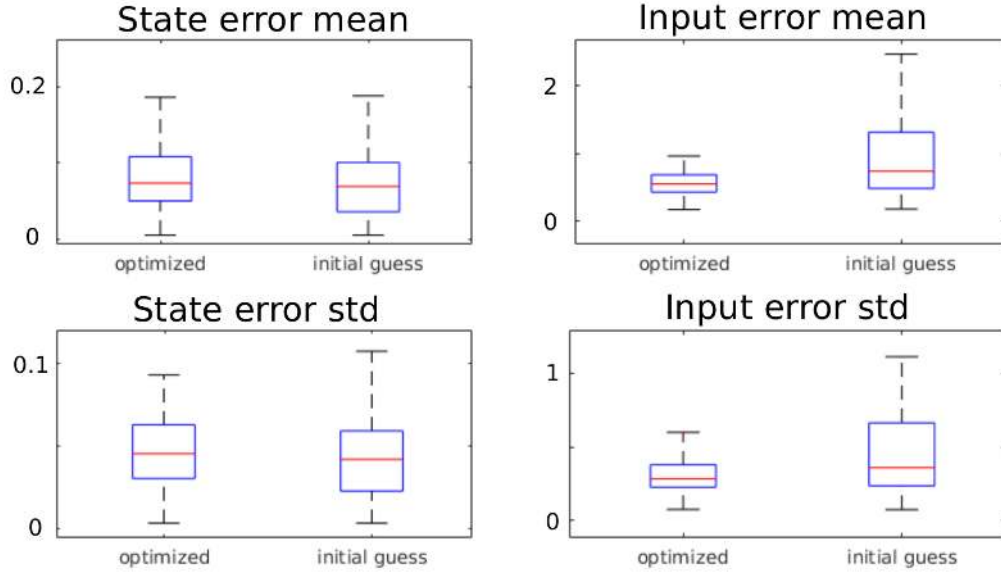 State error mean
0.2
0
optimized initial guess
Input error mean
2
0
optimized initial guess
State error std
0.1
0
optimized initial guess
Input error std
1
0
optimized initial guess